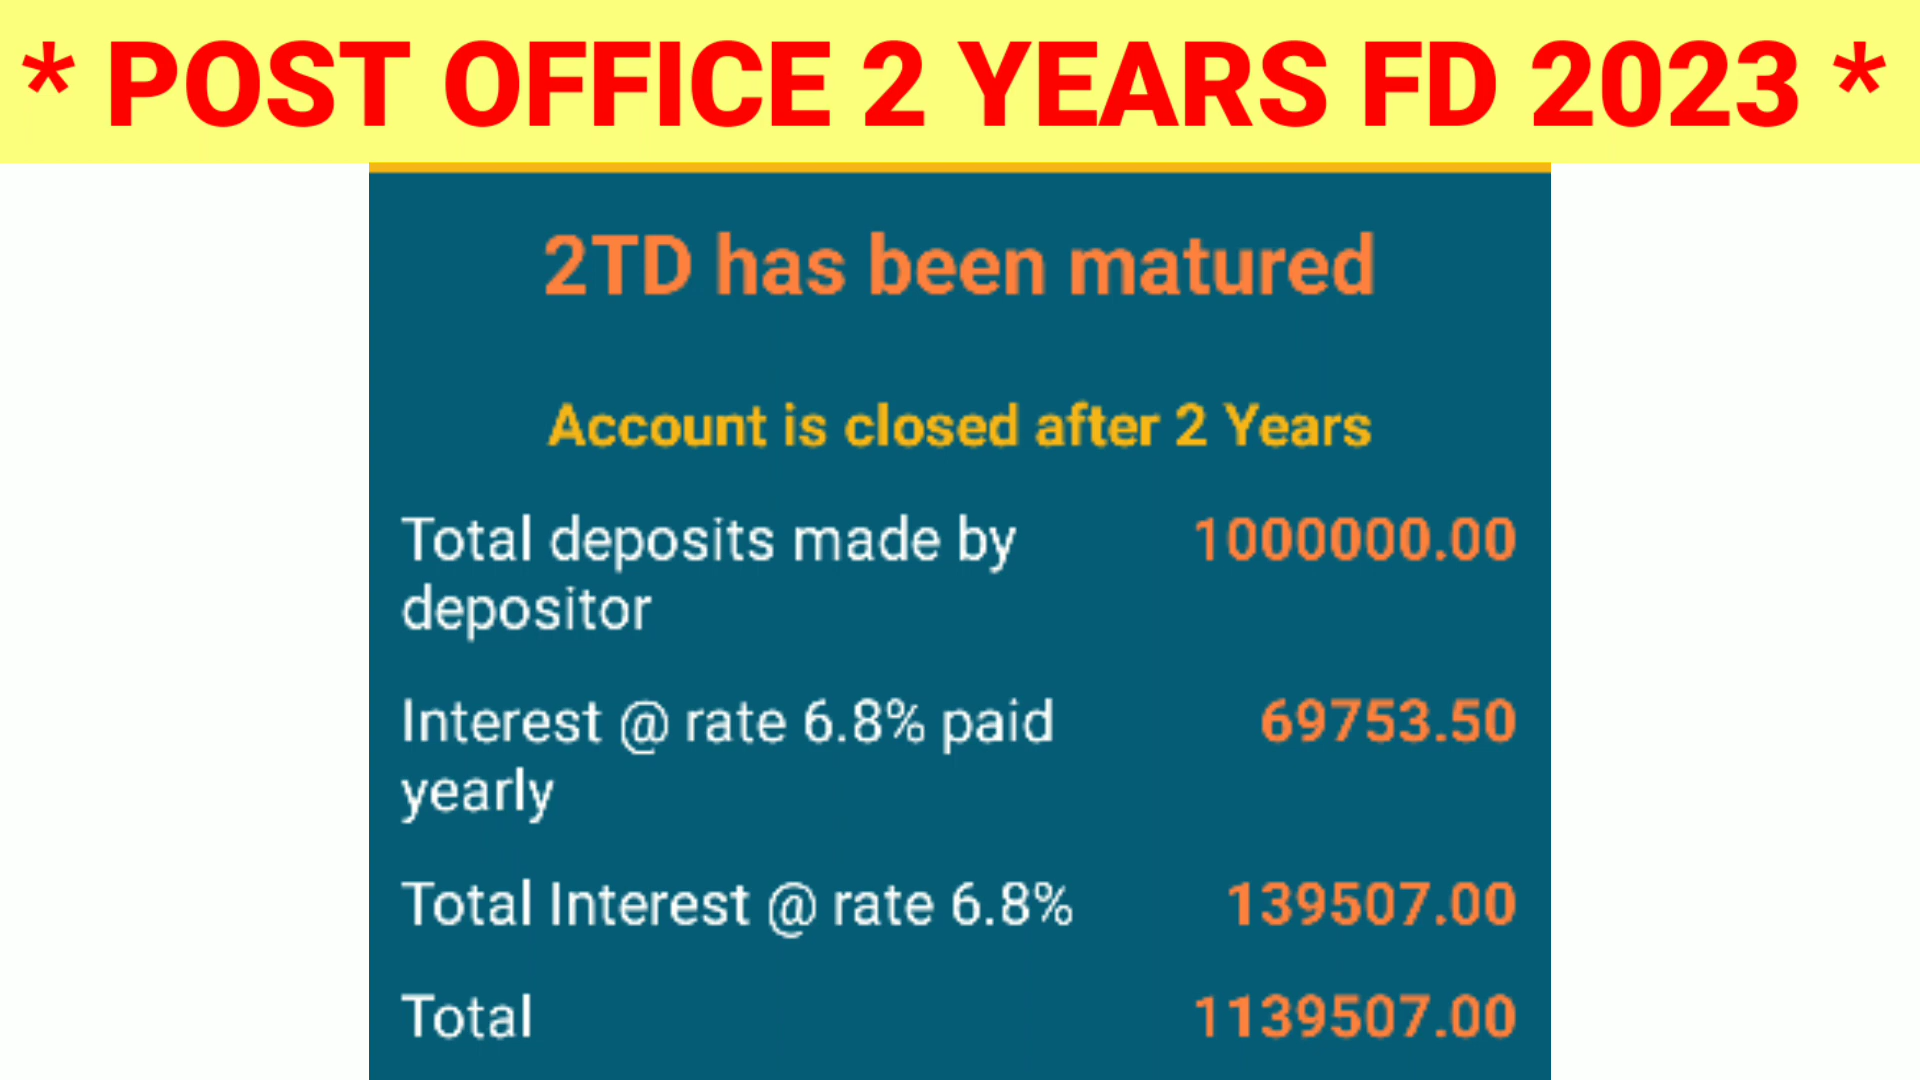 * POST OFFICE 2 YEARS FD 2023 *
2TD has been matured
Account is closed after 2 Years
Total deposits made by 1000000.00
depositor
Interest @ rate 6.8% paid 69753.50
yearly
Total Interest @ rate 6.8% 139507.00
Total 1139507.00